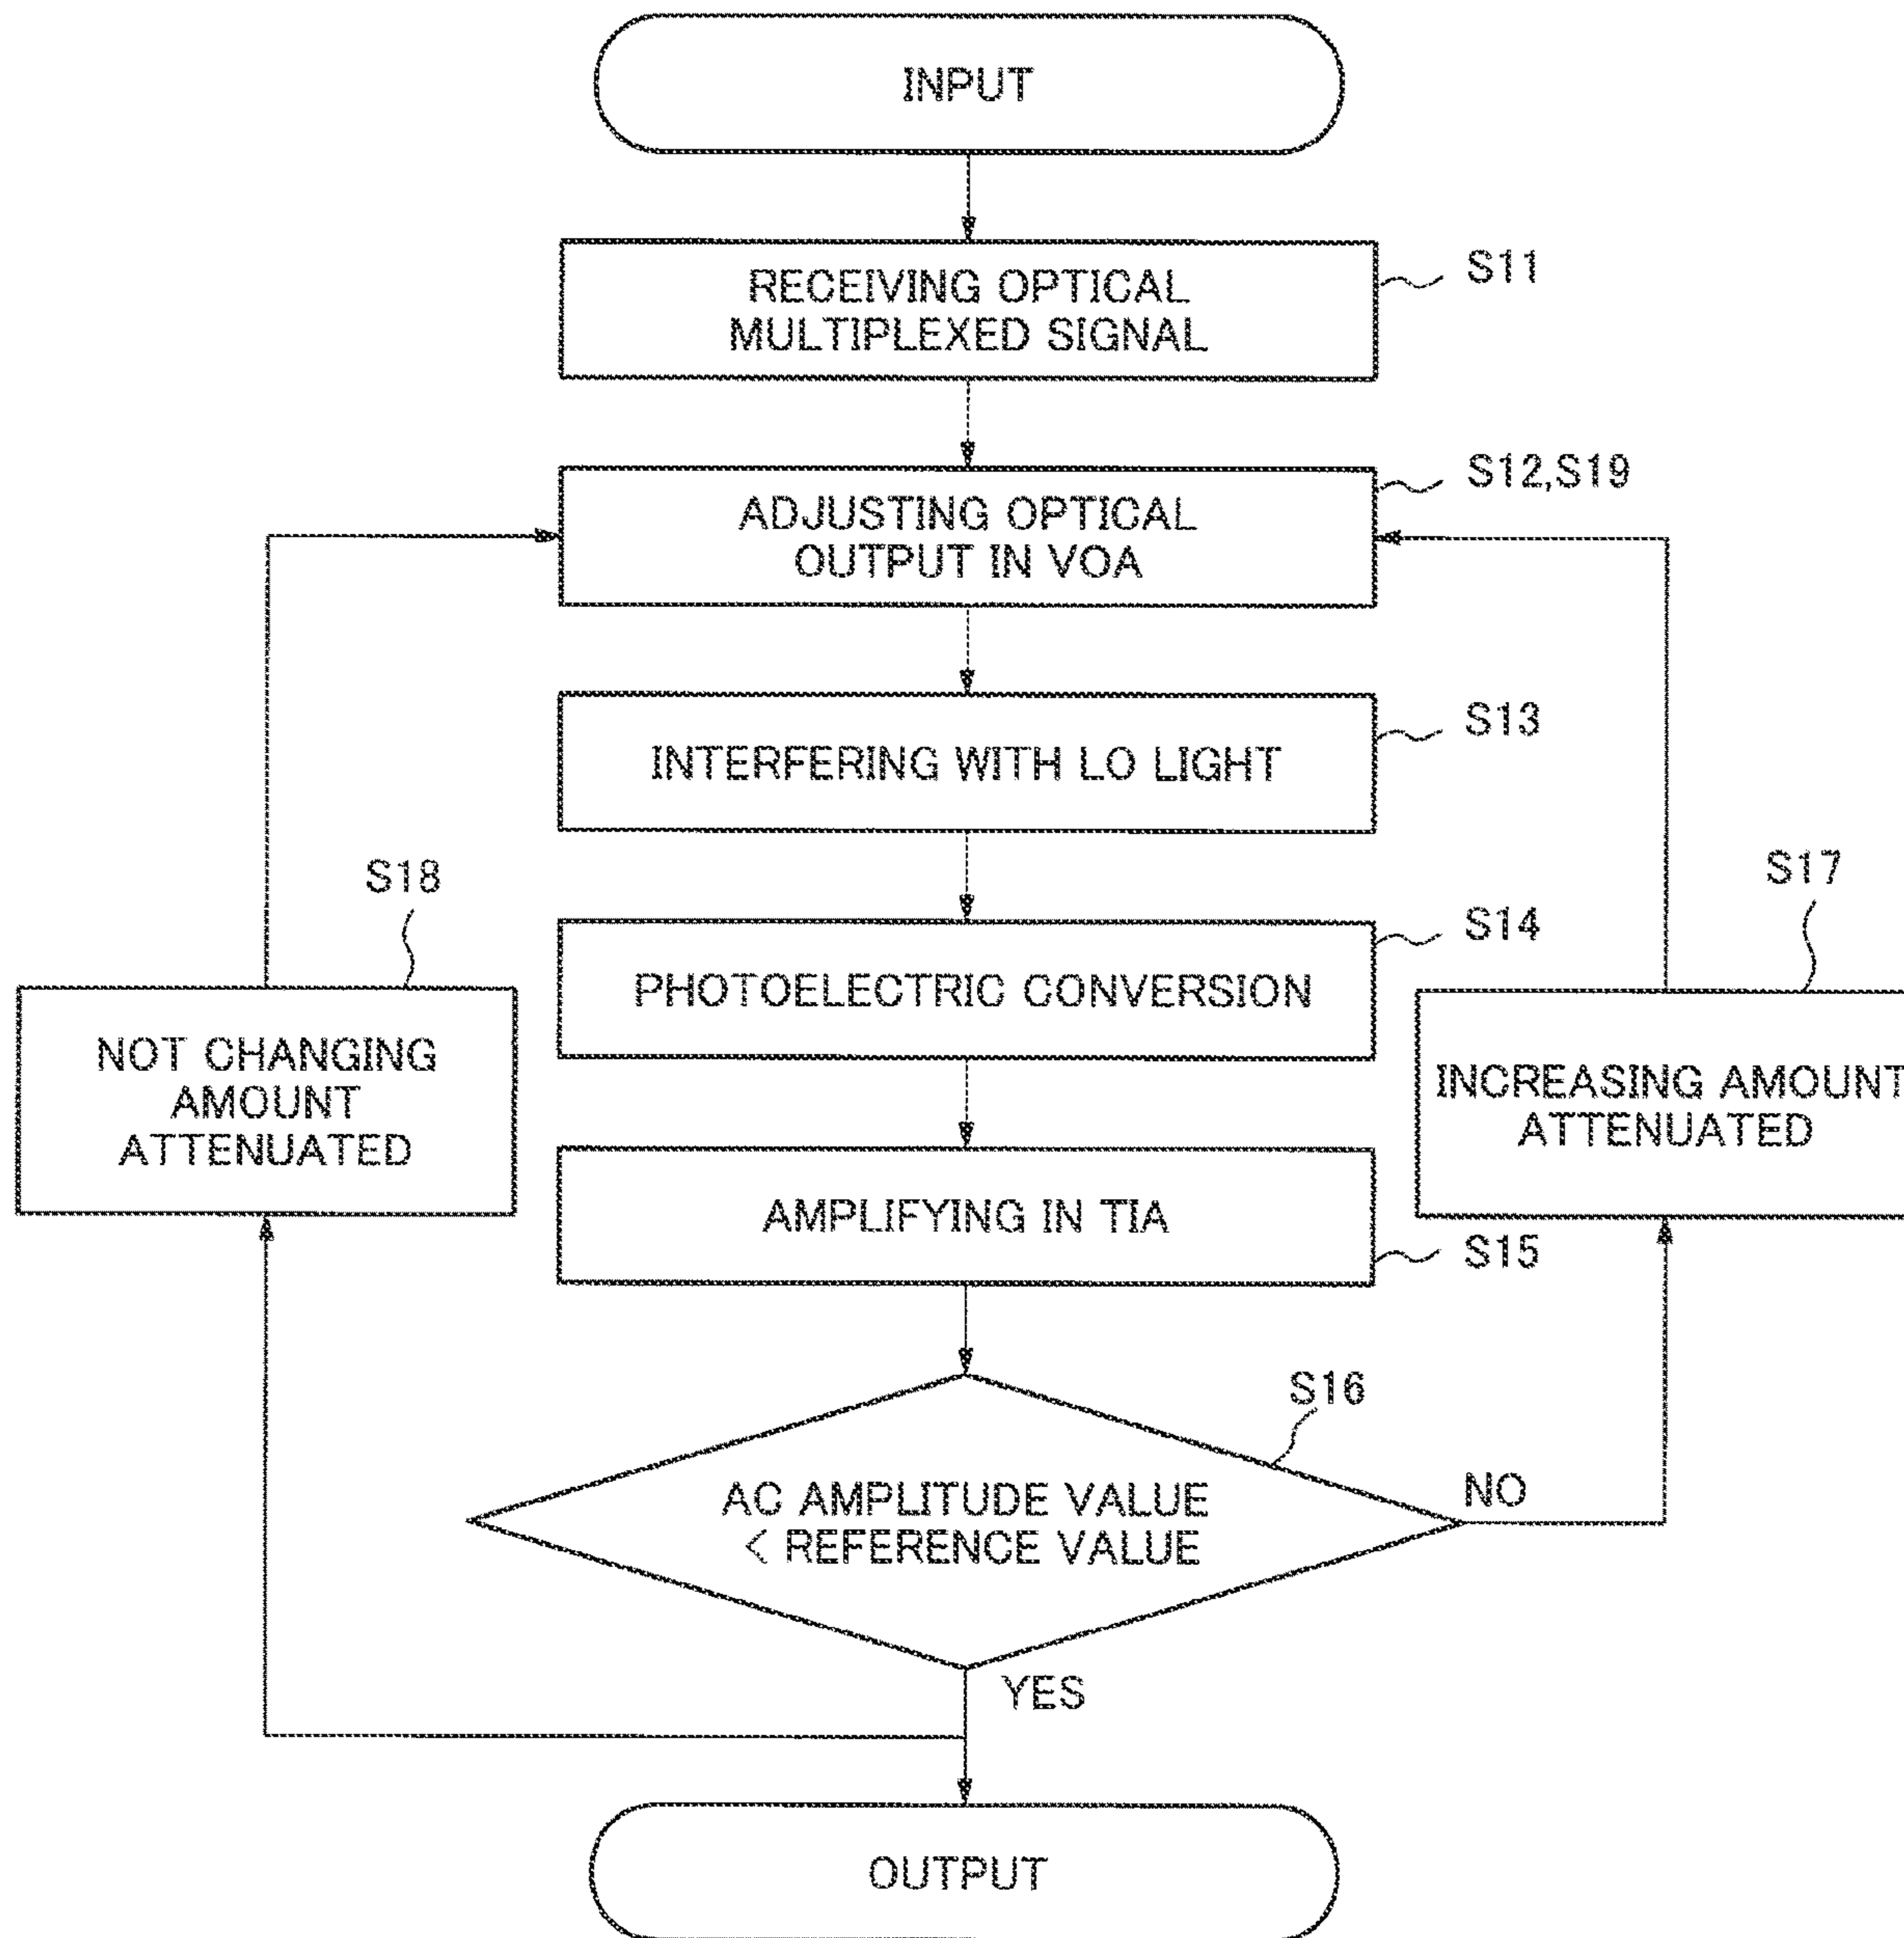 INPUT
RECEIVING OPTICAL
MULTIPLEXED SIGNAL
S11
ADJUSTING OPTICAL
OUTPUT IN VOA
S12,S19
INTERFERING WITH LO LIGHT
S13
PHOTOELECTRIC CONVERSION
S14
S18
NOT CHANGING
AMOUNT
ATTENUATED
S17
INCREASING AMOUNT
ATTENUATED
AMPLIFYING IN TIA
S15
S16
AC AMPLITUDE VALUE
< REFERENCE VALUE
NO
YES
OUTPUT